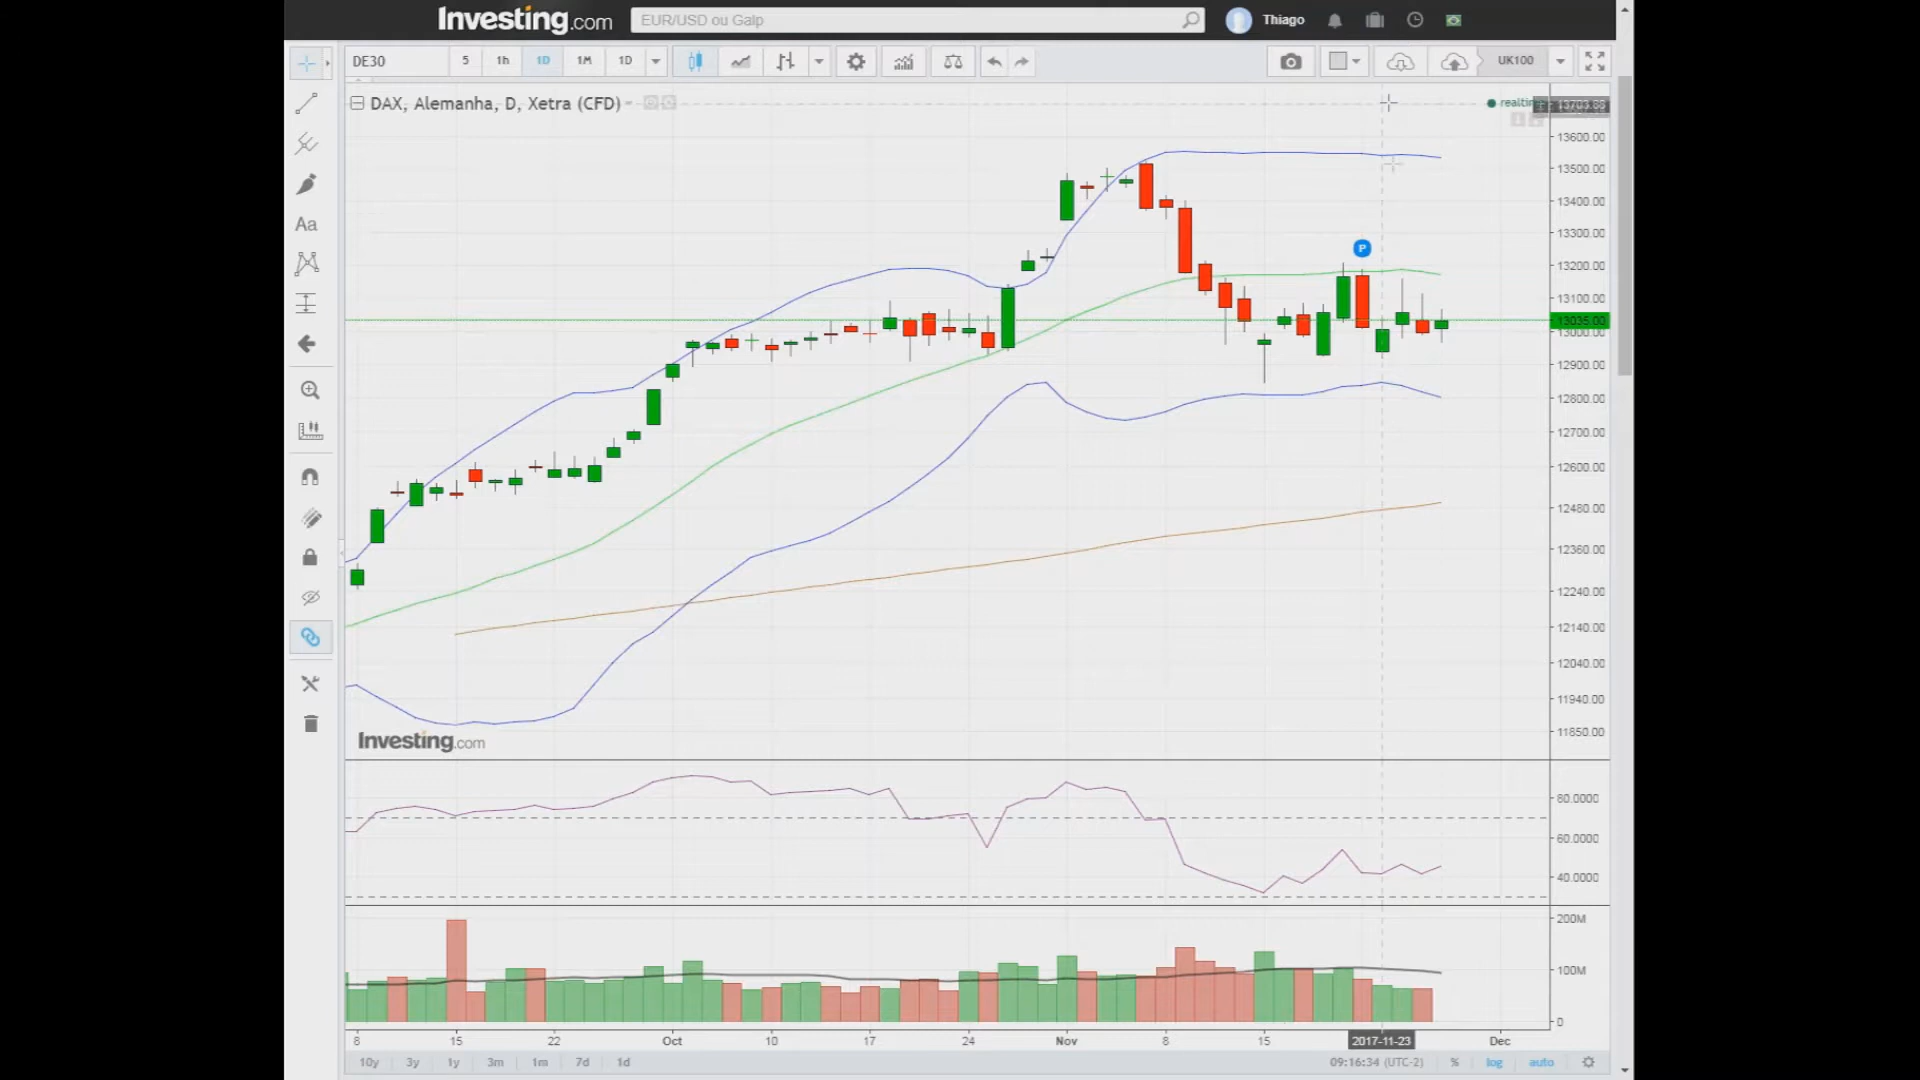 Investing.com
EUR/USD ou Galp
Thiago
DE30
5
1h
1D
1M
1D
UK100
DAX, Alemanha, D, Xetra (CFD)
13600.00
13500.00
13400.00
13300.00
P
13200.00
13100.00
13035.00
13000.00
12900.00
12800.00
12700.00
12600.00
12480.00
12360.00
12240.00
12140.00
12040.00
11940.00
11850.00
Aa
Investing.com
80.0000
60.0000
40.0000
200M
100M
0
8
15
22
Oct
10
17
24
Nov
8
15
2017-11-23
Dec
10y
3y
1y
3m
1m
7d
1d
09:16:34 (UTC-2)
%
log
auto